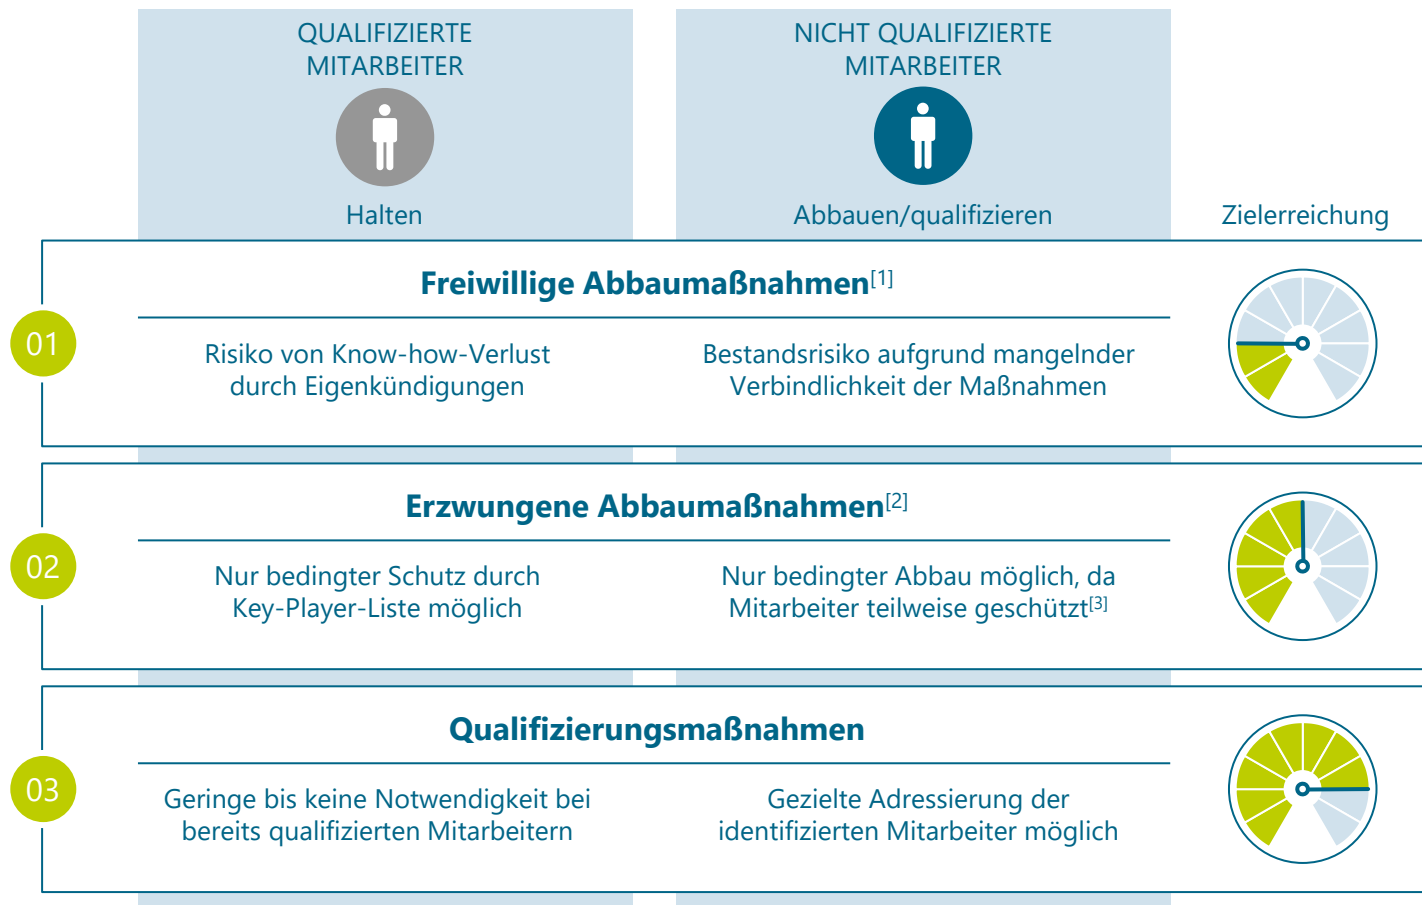 QUALIFIZIERTE
MITARBEITER
NICHT QUALIFIZIERTE
MITARBEITER
Halten
Abbauen/qualifizieren
Zielerreichung
01
Freiwillige Abbaumaßnahmen[1]
Risiko von Know-how-Verlust
durch Eigenkündigungen
Bestandsrisiko aufgrund mangelnder
Verbindlichkeit der Maßnahmen
02
Erzwungene Abbaumaßnahmen[2]
Nur bedingter Schutz durch
Key-Player-Liste möglich
Nur bedingter Abbau möglich, da
Mitarbeiter teilweise geschützt[3]
03
Qualifizierungsmaßnahmen
Geringe bis keine Notwendigkeit bei
bereits qualifizierten Mitarbeitern
Gezielte Adressierung der
identifizierten Mitarbeiter möglich